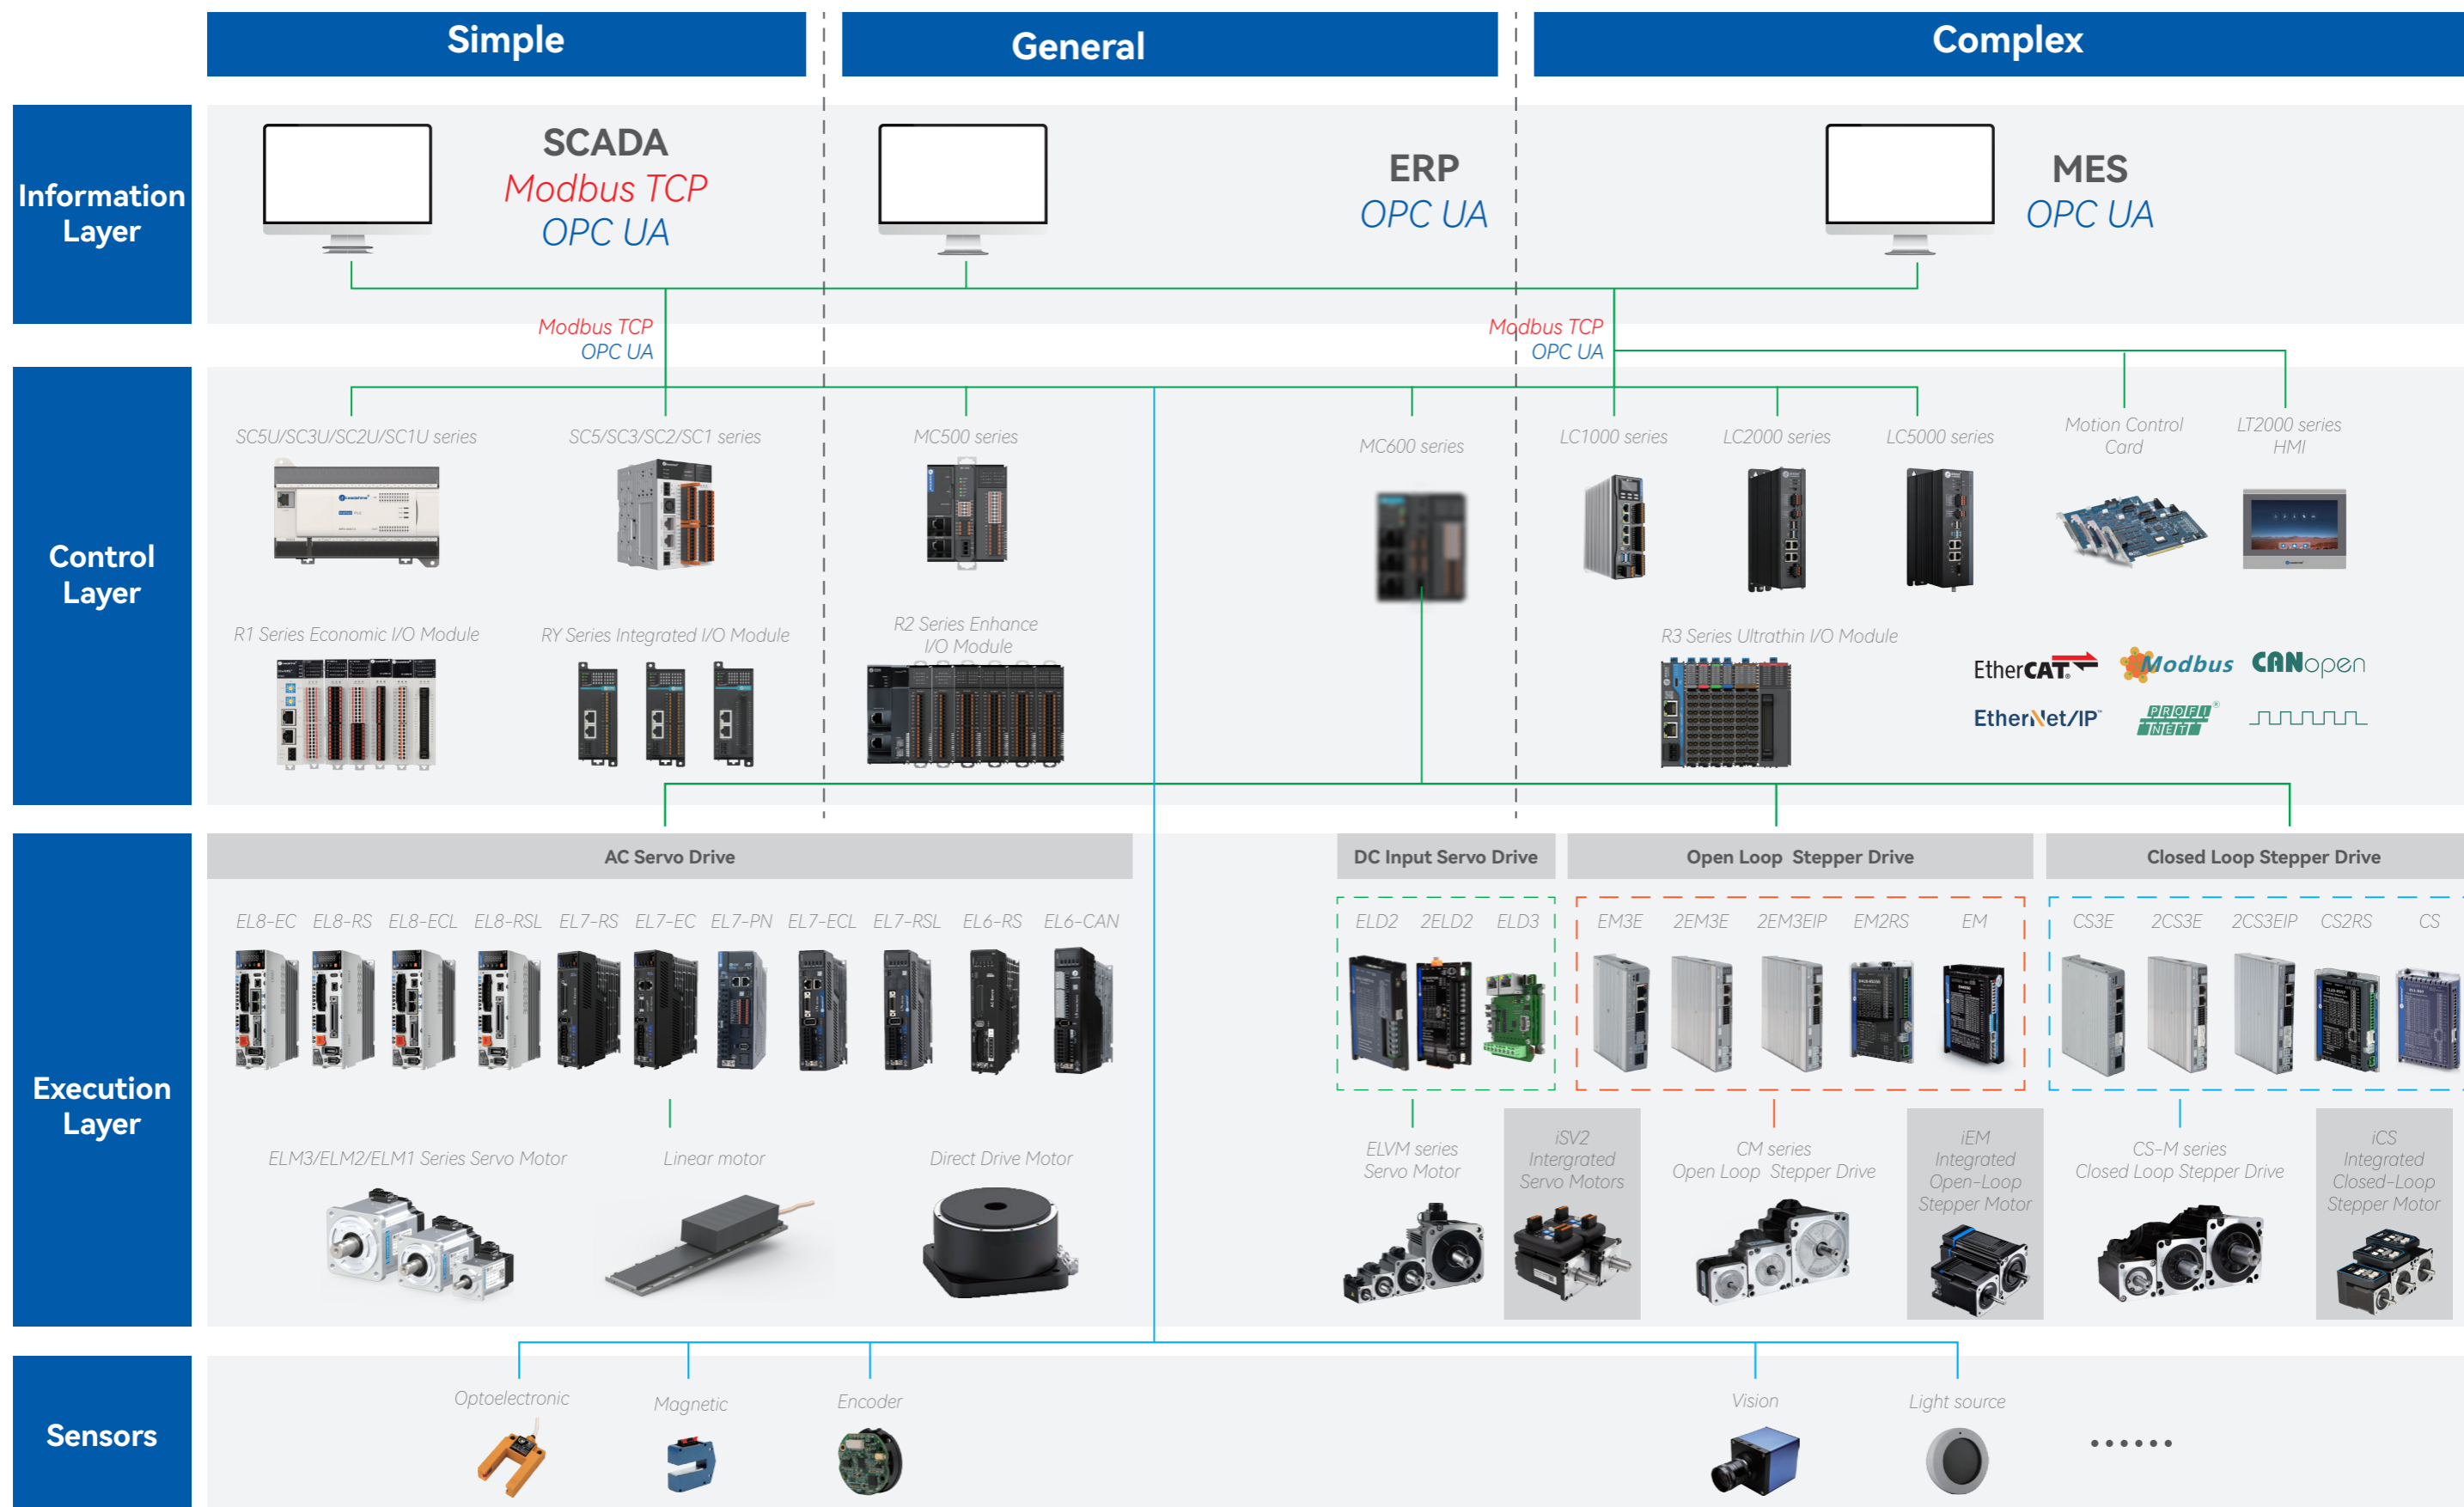 Simple
General
Complex
Information
Layer
SCADA
Modbus TCP
OPC UA
ERP
OPC UA
MES
OPC UA
Modbus TCP
OPC UA
Modbus TCP
OPC UA
Control
Layer
SC5U/SC3U/SC2U/SC1U series
SC5/SC3/SC2/SC1 series
MC500 series
MC600 series
LC1000 series
LC2000 series
LC5000 series
Motion Control
Card
LT2000 series
HMI
R1 Series Economic I/O Module
RY Series Integrated I/O Module
R2 Series Enhance
I/O Module
R3 Series Ultrathin I/O Module
EtherCAT®
Modbus
CANopen
EtherNet/IP™
PROFI®
NET
Execution
Layer
AC Servo Drive
DC Input Servo Drive
Open Loop Stepper Drive
Closed Loop Stepper Drive
EL8-EC
EL8-RS
EL8-ECL
EL8-RSL
EL7-RS
EL7-EC
EL7-PN
EL7-ECL
EL7-RSL
EL6-RS
EL6-CAN
ELD2
2ELD2
ELD3
EM3E
2EM3E
2EM3EIP
EM2RS
EM
CS3E
2CS3E
2CS3EIP
CS2RS
CS
ELM3/ELM2/ELM1 Series Servo Motor
Linear motor
Direct Drive Motor
ELVM series
Servo Motor
iSV2
Intergrated
Servo Motors
CM series
Open Loop Stepper Drive
iEM
Integrated
Open-Loop
Stepper Motor
CS-M series
Closed Loop Stepper Drive
iCS
Integrated
Closed-Loop
Stepper Motor
Sensors
Optoelectronic
Magnetic
Encoder
Vision
Light source
......